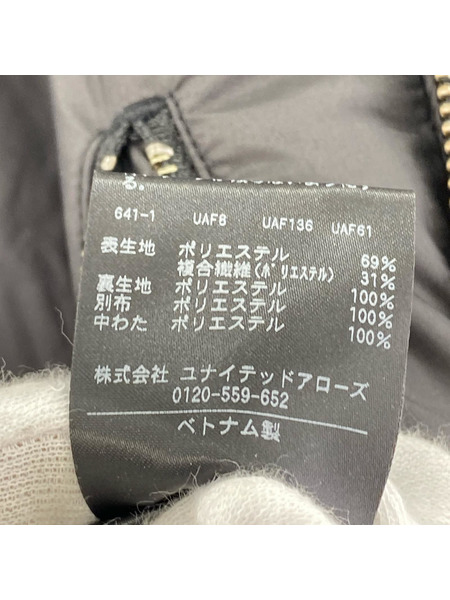 641-1 UAF6 UAF136 UAF61
表生地 ポリエステル 69%
複合繊維(ポリエステル) 31%
裏生地 ポリエステル 100%
別布 ポリエステル 100%
中わた ポリエステル 100%
株式会社 ユナイテッドアローズ
0120-559-652
ベトナム製